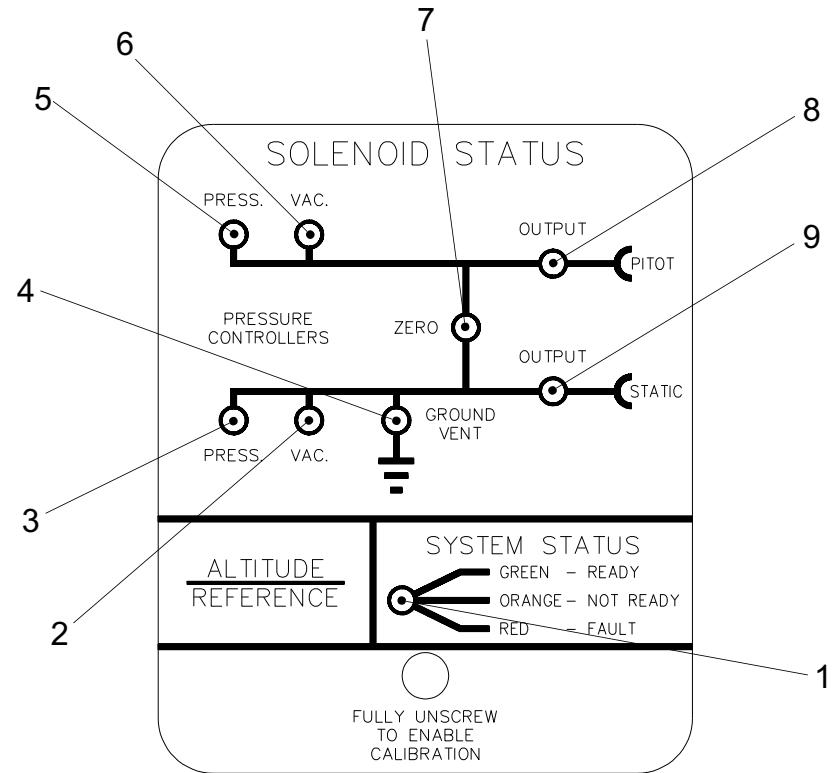 7
6
5
8
SOLENOID STATUS
PRESS. VAC.
OUTPUT
9
PITOT
4
PRESSURE
CONTROLLERS
ZERO
OUTPUT
STATIC
GROUND
VENT
PRESS. VAC.
3
ALTITUDE
REFERENCE
SYSTEM STATUS
GREEN – READY
ORANGE – NOT READY
RED – FAULT
2
1
FULLY UNSCREW
TO ENABLE
CALIBRATION